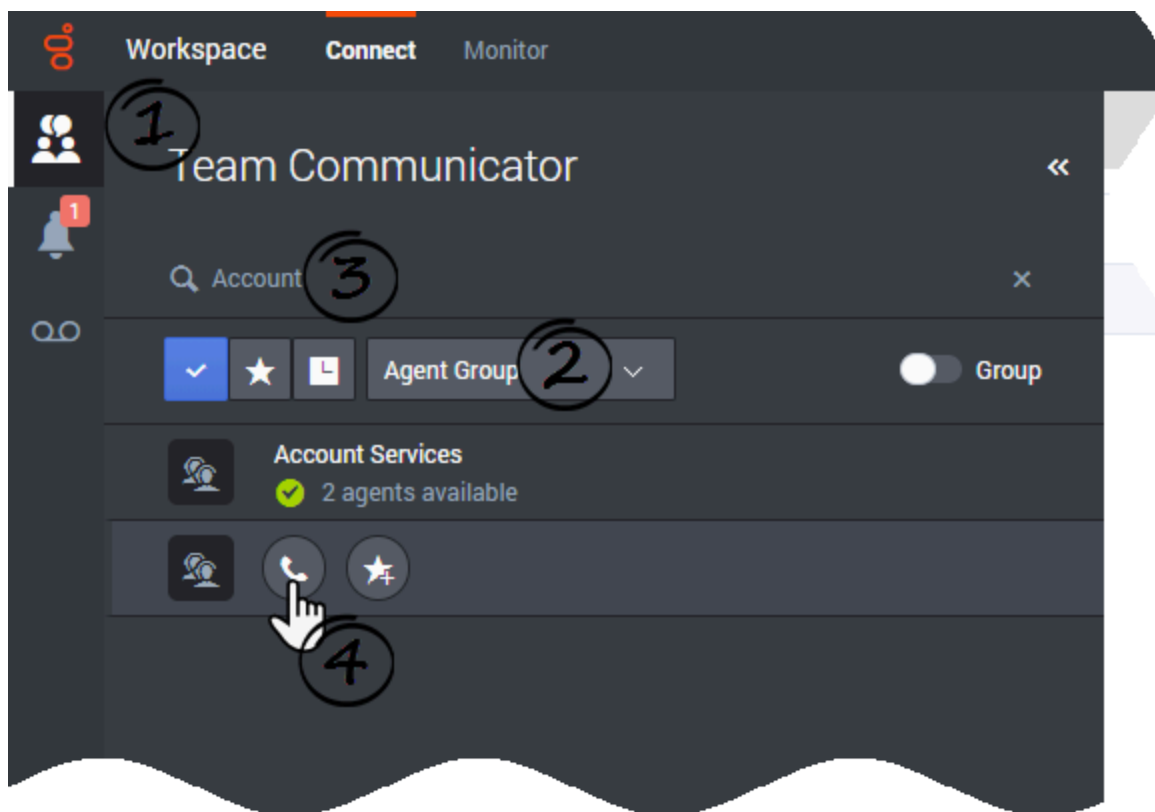 Workspace Connect Monitor
1
Team Communicator «
1
Account 3 ×
Agent Group 2 Group
Account Services
2 agents available
4